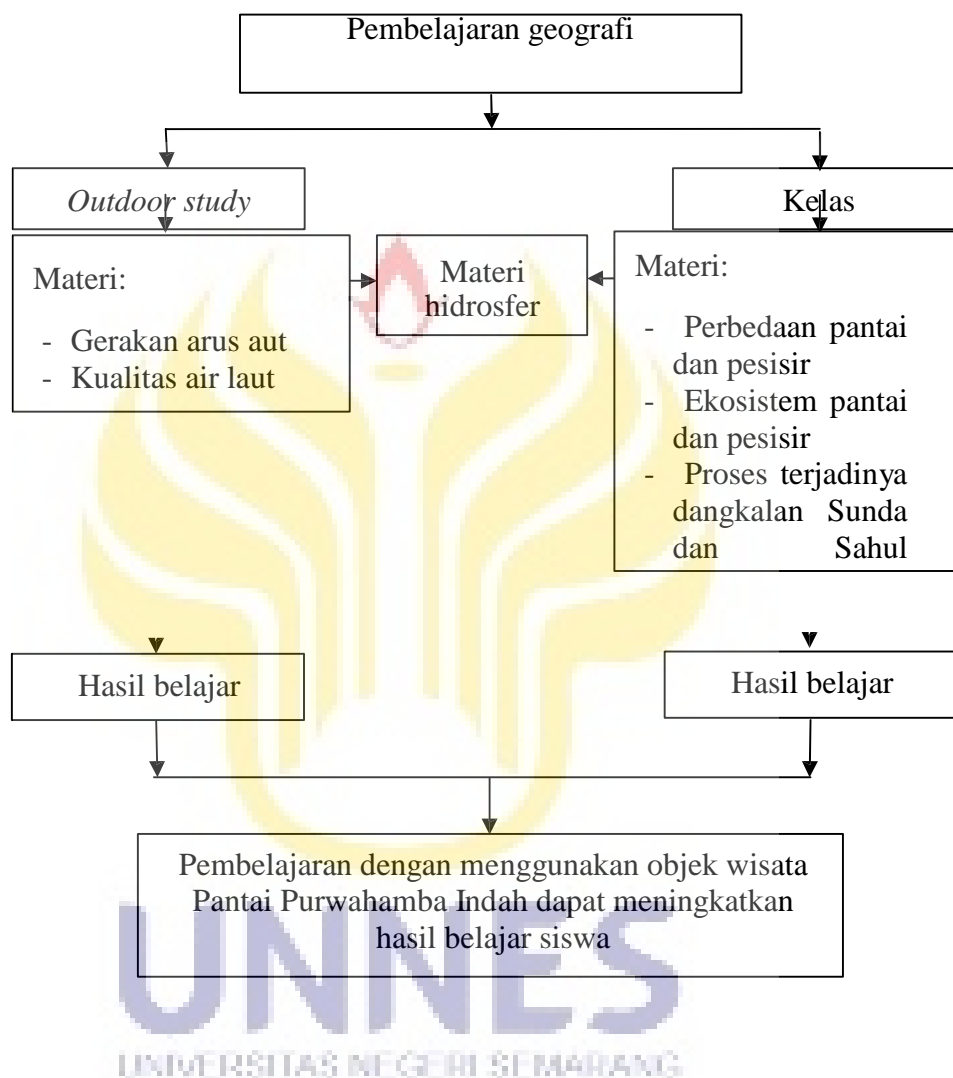 Pembelajaran geografi
Outdoor study
Kelas
Materi:
- Gerakan arus aut
- Kualitas air laut
Materi
hidrosfer
Materi:
- Perbedaan pantai
dan pesisir
- Ekosistem pantai
dan pesisir
- Proses terjadinya
dangkalan Sunda
dan Sahul
Hasil belajar
Hasil belajar
Pembelajaran dengan menggunakan objek wisata
Pantai Purwahamba Indah dapat meningkatkan
hasil belajar siswa
UNNES
UNIVERSITAS NEGERI SEMARANG